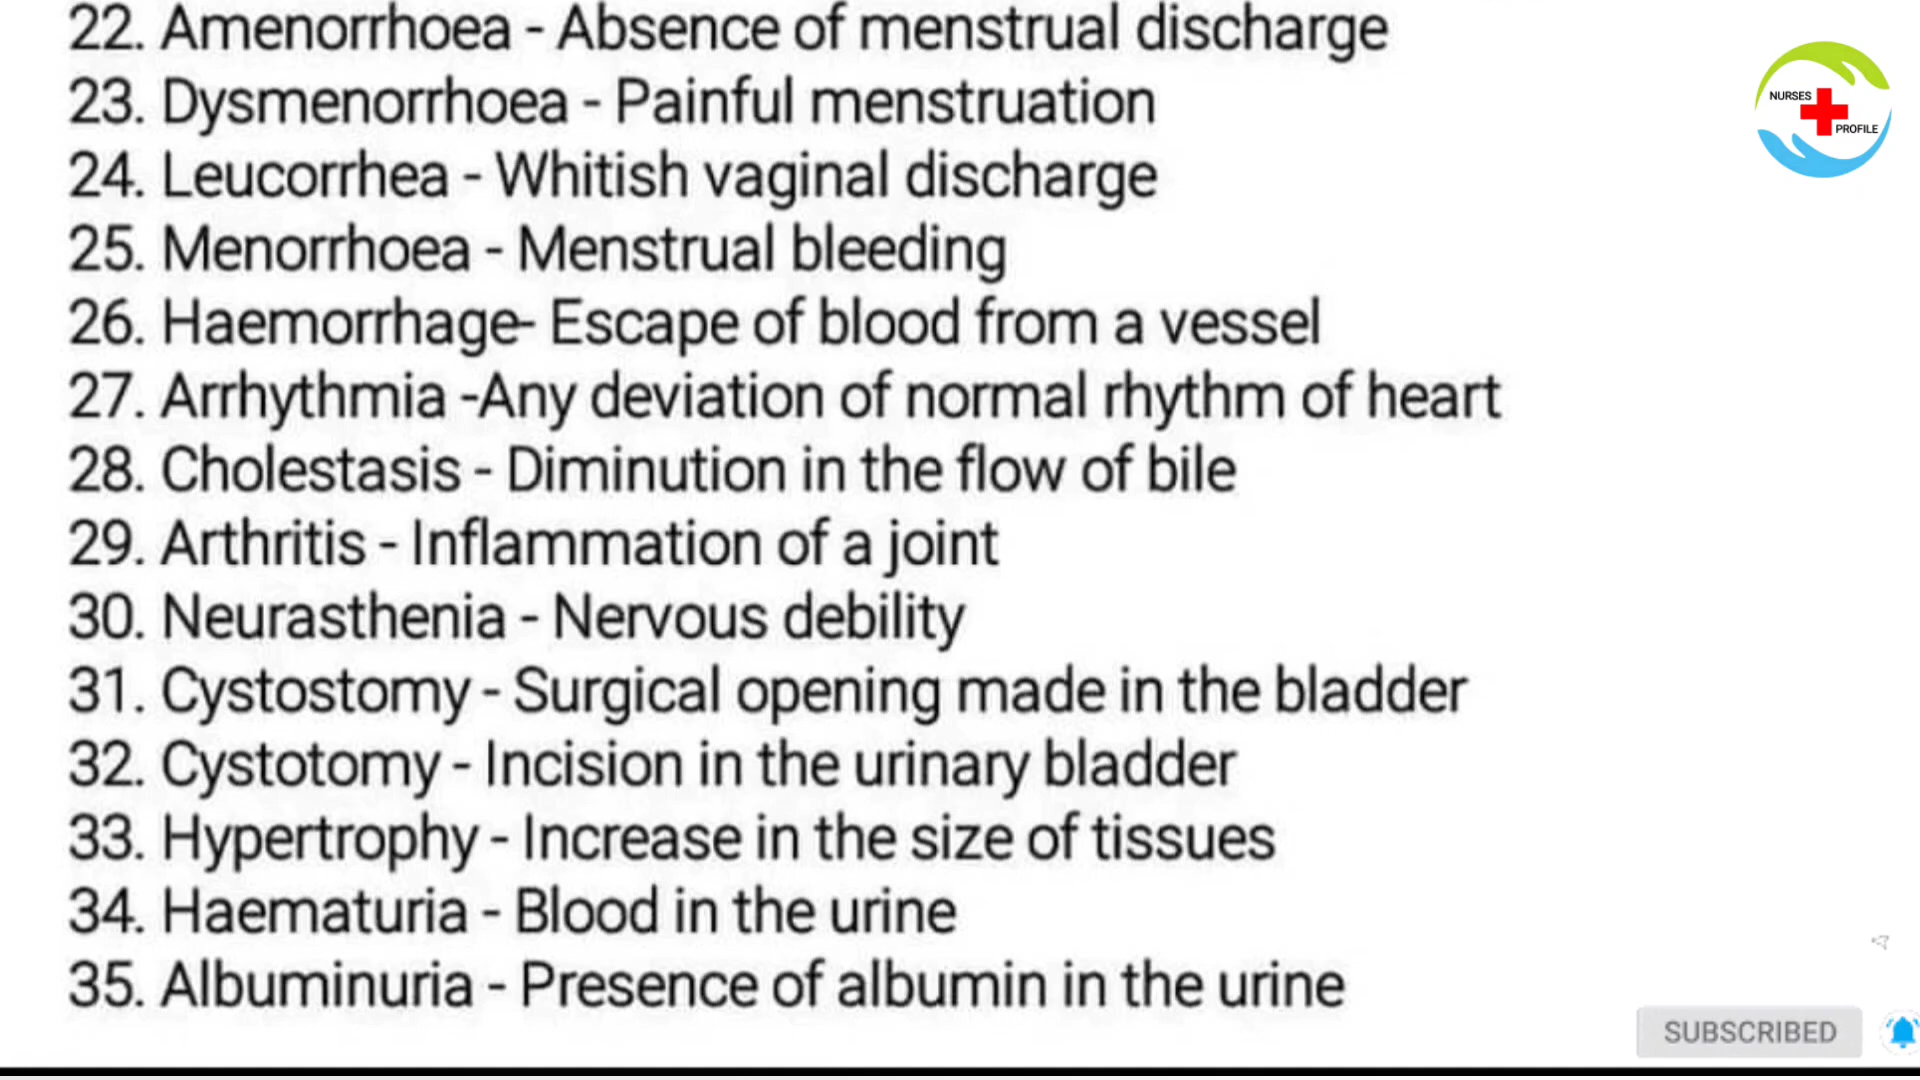 22. Amenorrhoea - Absence of menstrual discharge
NURSES
PROFILE
23. Dysmenorrhoea - Painful menstruation
24. Leucorrhea - Whitish vaginal discharge
25. Menorrhoea - Menstrual bleeding
26. Haemorrhage- Escape of blood from a vessel
27. Arrhythmia -Any deviation of normal rhythm of heart
28. Cholestasis - Diminution in the flow of bile
29. Arthritis - Inflammation of a joint
30. Neurasthenia - Nervous debility
31. Cystostomy - Surgical opening made in the bladder
32. Cystotomy - Incision in the urinary bladder
33. Hypertrophy - Increase in the size of tissues
34. Haematuria - Blood in the urine
35. Albuminuria - Presence of albumin in the urine
SUBSCRIBED